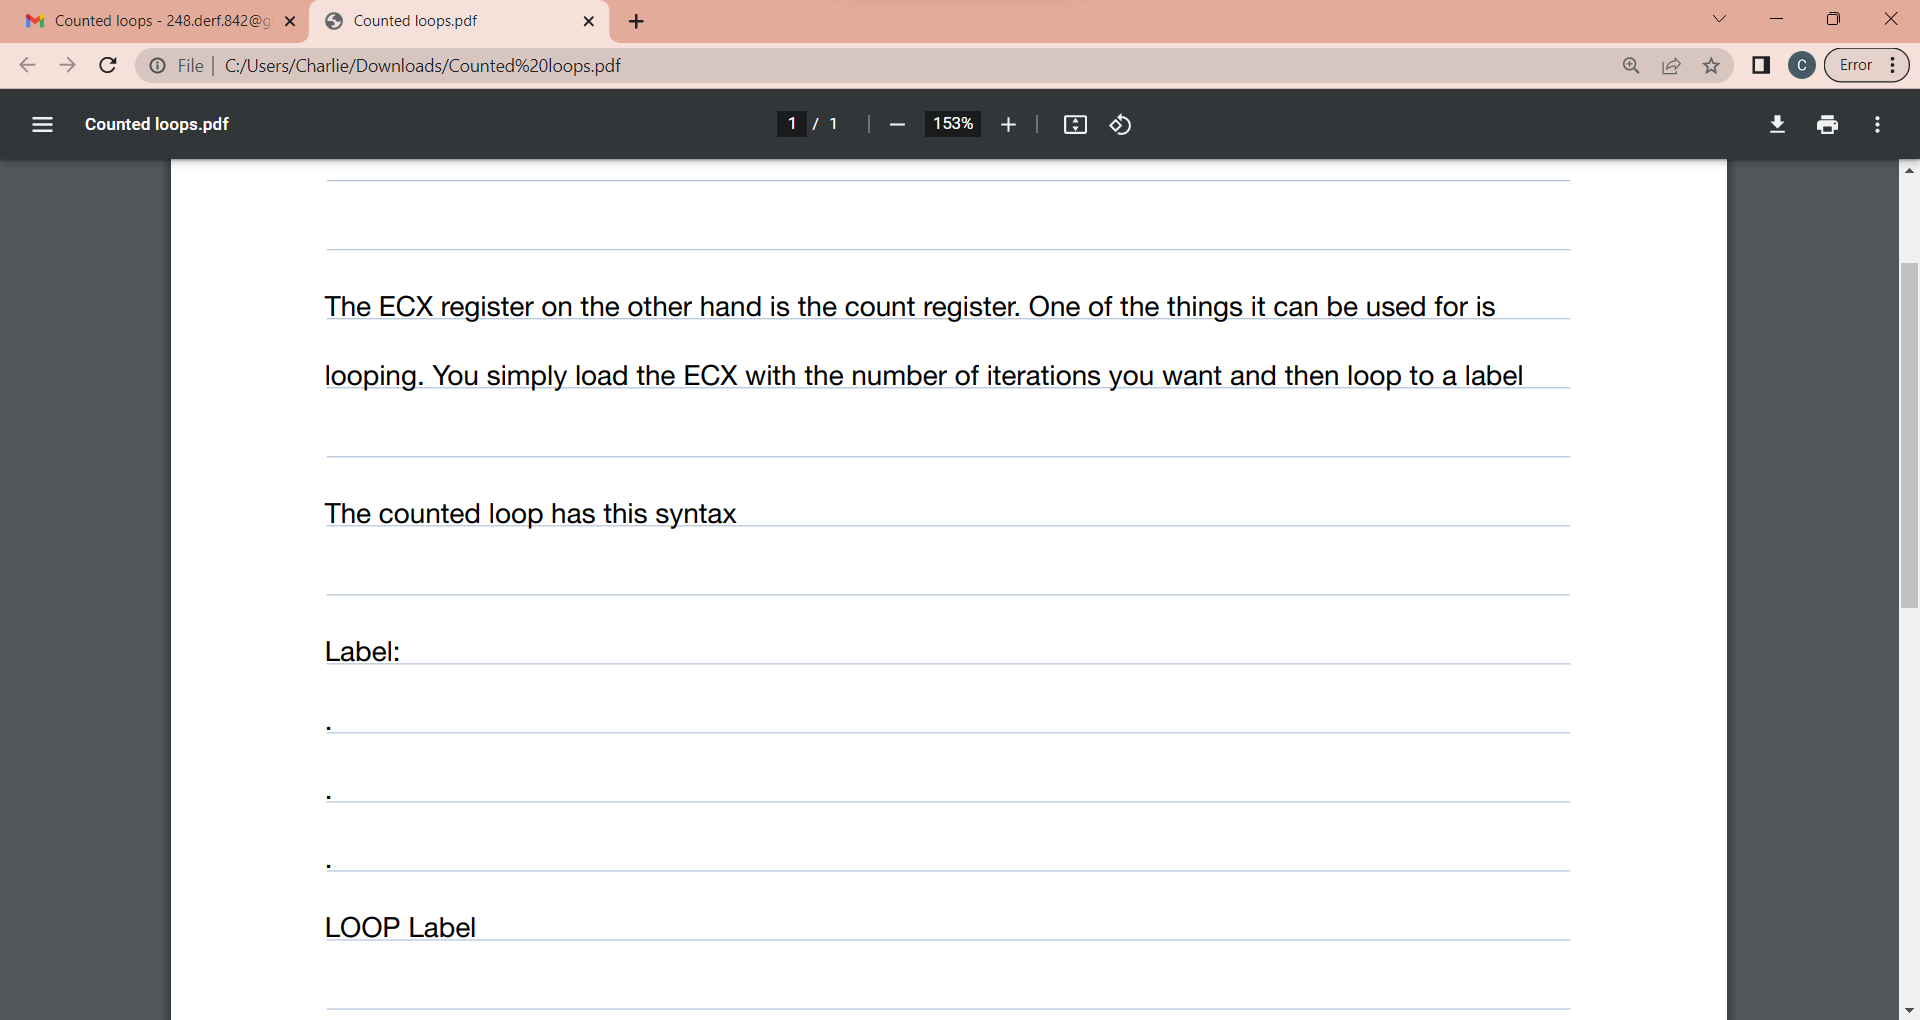 Counted loops - 248.derf.842@g
Counted loops.pdf
File
C:/Users/Charlie/Downloads/Counted%20loops.pdf
C
Error
Counted loops.pdf
1 / 1
153%
The ECX register on the other hand is the count register. One of the things it can be used for is
looping. You simply load the ECX with the number of iterations you want and then loop to a label
The counted loop has this syntax
Label:
.
.
.
LOOP Label